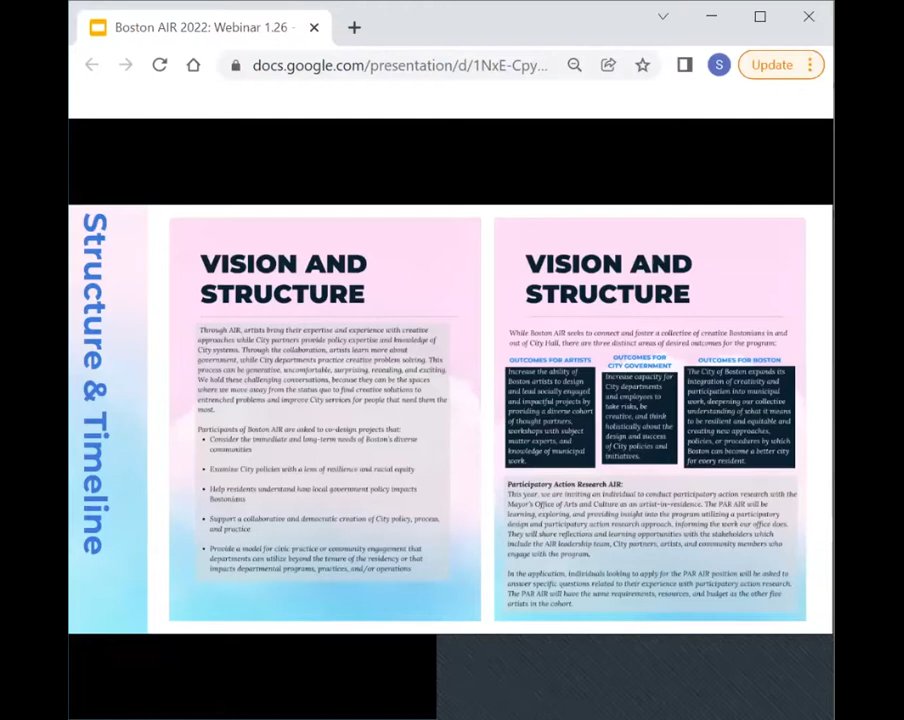 Boston AIR 2022: Webinar 1.26 -
docs.google.com/presentation/d/1NxE-Cpy...
S
Update
Structure & Timeline
VISION AND
STRUCTURE
Through AIR, artists bring their expertise and experience with creative
approaches while City partners provide policy expertise and knowledge of
City systems. Through the collaboration, artists learn more about
government, while City departments practice creative problem solving. This
process can be generative, uncomfortable, surprising, revealing, and exciting.
We hold these challenging conversations, because they can be the spaces
where we move away from the status quo to find creative solutions to
entrenched problems and improve City services for people that need them the
most.
Participants of Boston AIR are asked to co-design projects that:
• Consider the immediate and long-term needs of Boston's diverse
communities
• Examine City policies with a lens of resilience and racial equity
• Help residents understand how local government policy impacts
Bostonians
• Support a collaborative and democratic creation of City policy, process,
and practice
• Provide a model for civic practice or community engagement that
departments can utilize beyond the tenure of the residency or that
impacts departmental programs, practices, and/or operations
VISION AND
STRUCTURE
While Boston AIR seeks to connect and foster a collective of creative Bostonians in and
out of City Hall, there are three distinct areas of desired outcomes for the program:
OUTCOMES FOR ARTISTS
Increase the ability of
Boston artists to design
and lead socially engaged
and impactful projects by
providing a diverse cohort
of thought partners,
workshops with subject
matter experts, and
knowledge of municipal
work.
OUTCOMES FOR
CITY GOVERNMENT
Increase capacity for
City departments
and employees to
take risks, be
creative, and think
holistically about the
design and success
of City policies and
initiatives.
OUTCOMES FOR BOSTON
The City of Boston expands its
integration of creativity and
participation into municipal
work, deepening our collective
understanding of what it means
to be resilient and equitable and
creating new approaches,
policies, or procedures by which
Boston can become a better city
for every resident.
Participatory Action Research AIR:
This year, we are inviting an individual to conduct participatory action research with the
Mayor's Office of Arts and Culture as an artist-in-residence. The PAR AIR will be
learning, exploring, and providing insight into the program utilizing a participatory
design and participatory action research approach, informing the work our office does.
They will share reflections and learning opportunities with the stakeholders which
include the AIR leadership team, City partners, artists, and community members who
engage with the program.
In the application, individuals looking to apply for the PAR AIR position will be asked to
answer specific questions related to their experience with participatory action research.
The PAR AIR will have the same requirements, resources, and budget as the other five
artists in the cohort.